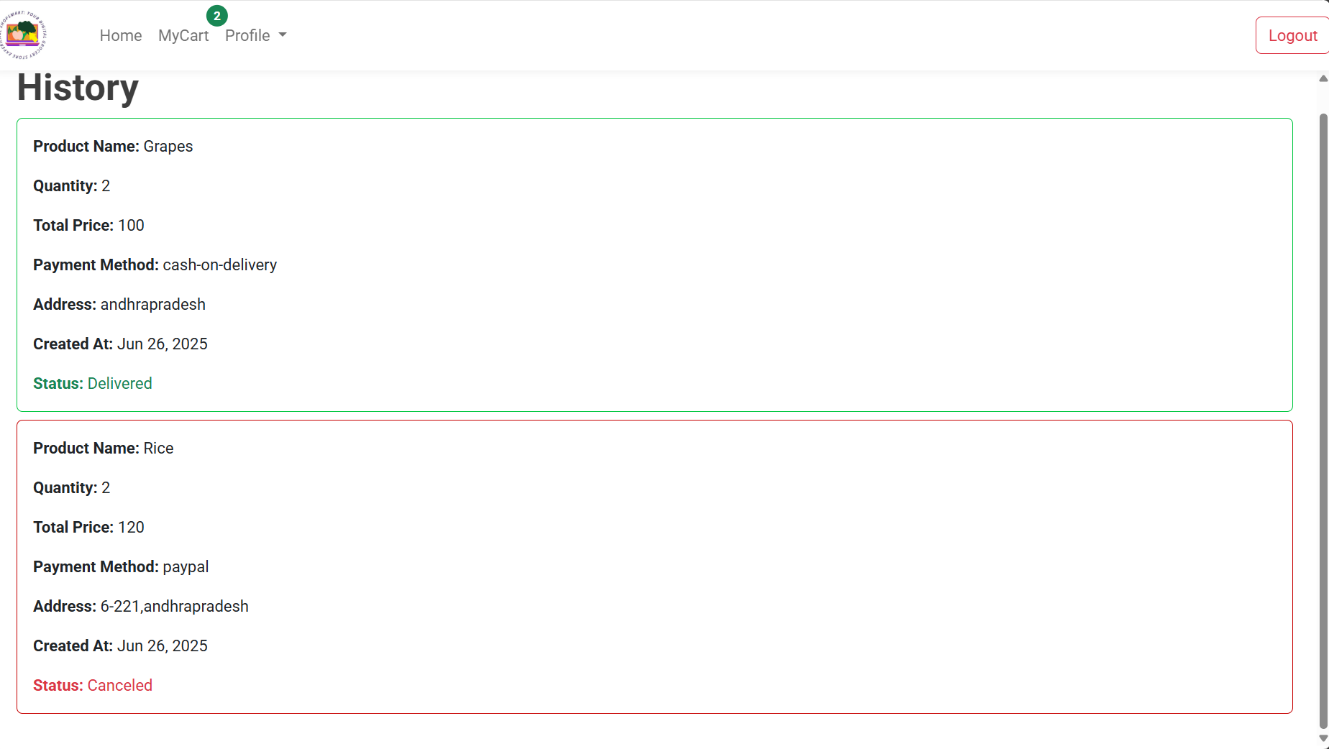 2
Home MyCart Profile
Logout
History
Product Name: Grapes
Quantity: 2
Total Price: 100
Payment Method: cash-on-delivery
Address: andhrapradesh
Created At: Jun 26, 2025
Status: Delivered
Product Name: Rice
Quantity: 2
Total Price: 120
Payment Method: paypal
Address: 6-221,andhrapradesh
Created At: Jun 26, 2025
Status: Canceled